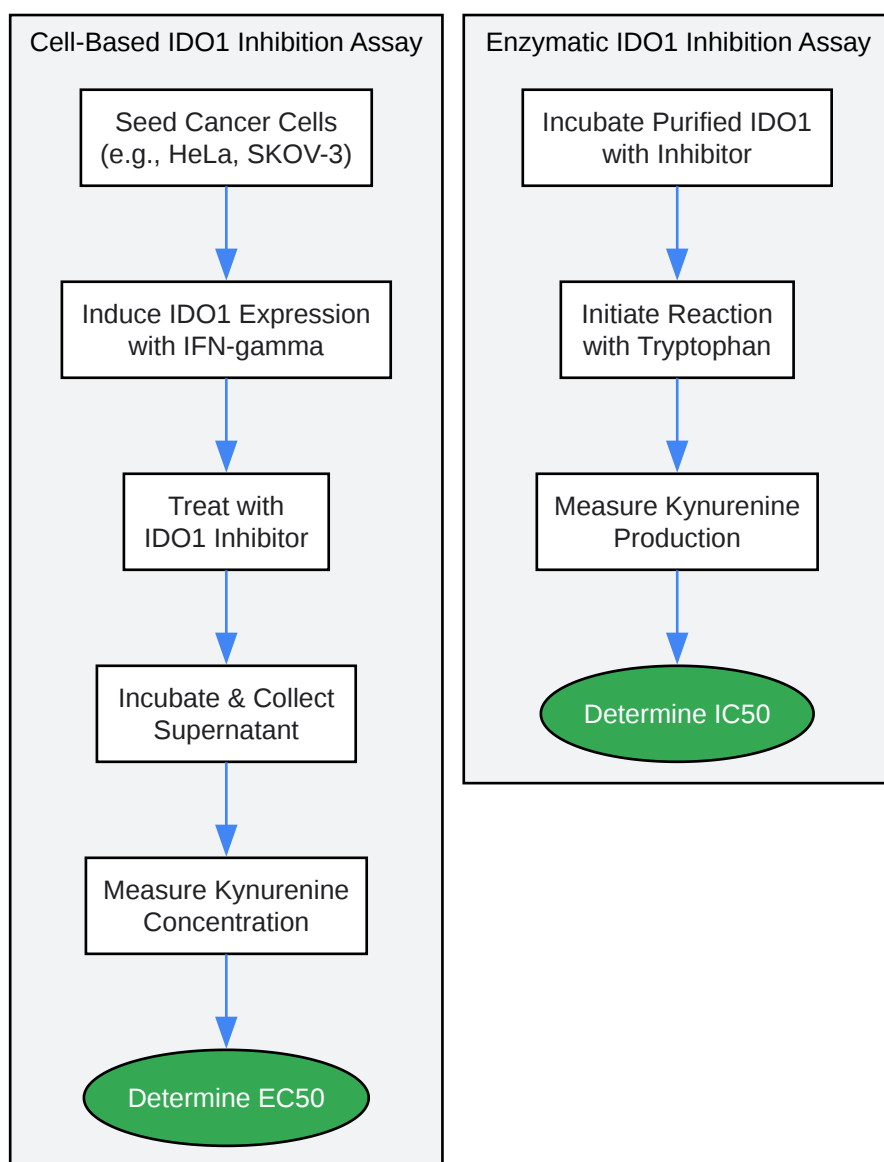 Cell-Based IDO1 Inhibition Assay
Seed Cancer Cells
(e.g., HeLa, SKOV-3)
Induce IDO1 Expression
with IFN-gamma
Treat with
IDO1 Inhibitor
Incubate & Collect
Supernatant
Measure Kynurenine
Concentration
Determine EC50
Enzymatic IDO1 Inhibition Assay
Incubate Purified IDO1
with Inhibitor
Initiate Reaction
with Tryptophan
Measure Kynurenine
Production
Determine IC50